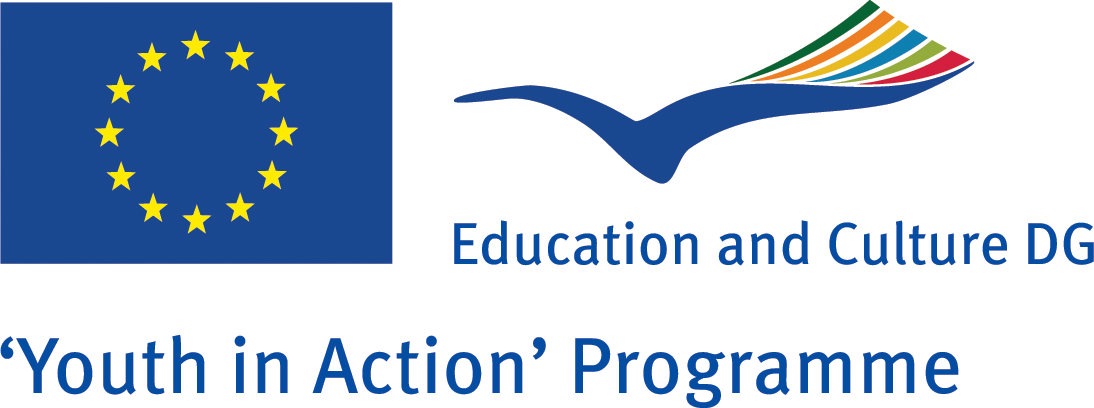 Education and Culture DG
‘Youth in Action’ Programme